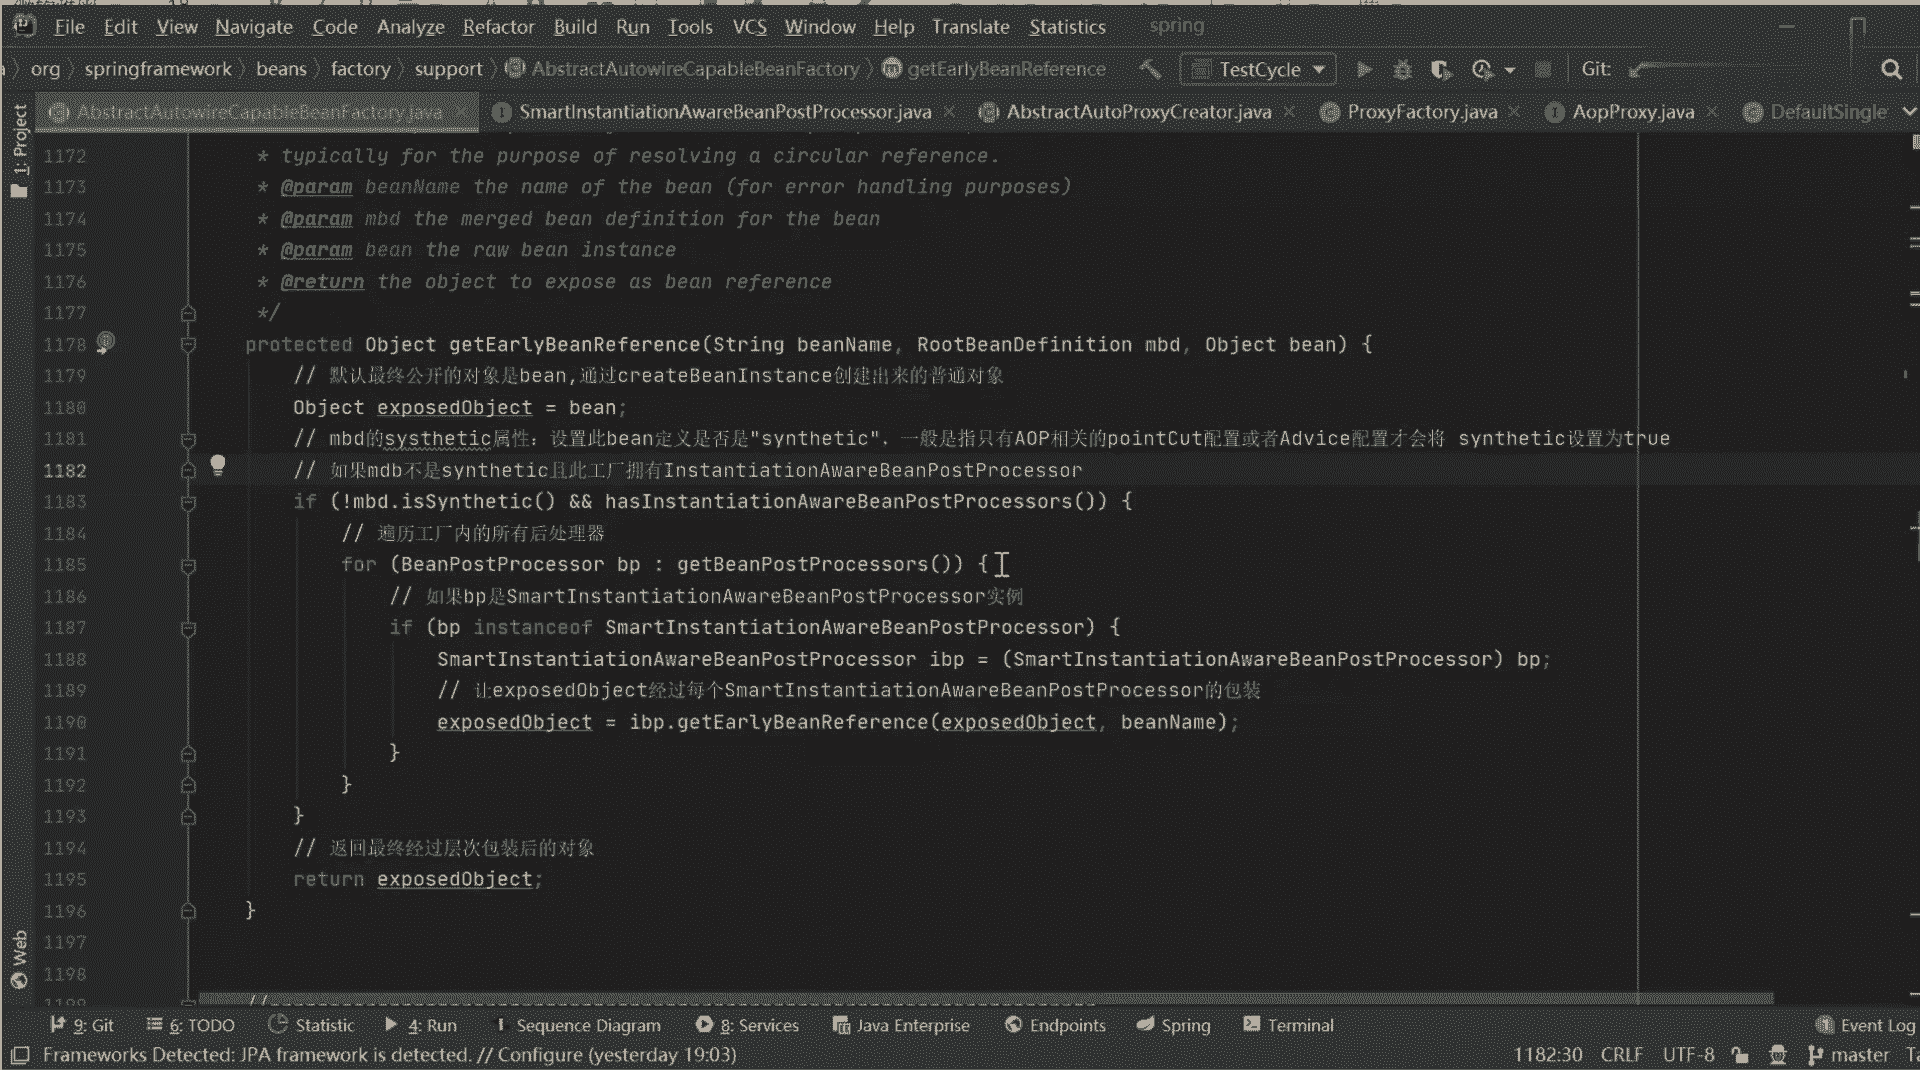 File Edit View Navigate Code Analyze Refactor Build Run Tools VCS Window Help Translate Statistics spring
org springframework beans factory support AbstractAutowireCapableBeanFactory getEarlyBeanReference TestCycle Git:
AbstractAutowireCapableBeanFactory.java SmartInstantiationAwareBeanPostProcessor.java AbstractAutoProxyCreator.java ProxyFactory.java AopProxy.java DefaultSingle
1: Project
1172 * typically for the purpose of resolving a circular reference.
1173 * @param beanName the name of the bean (for error handling purposes)
1174 * @param mbd the merged bean definition for the bean
1175 * @param bean the raw bean instance
1176 * @return the object to expose as bean reference
1177 */
1178 protected Object getEarlyBeanReference(String beanName, RootBeanDefinition mbd, Object bean) {
1179 // 默认最终公开的对象是bean,通过createBeanInstance创建出来的普通对象
1180 Object exposedObject = bean;
1181 // mbd的systhetic属性：设置此bean定义是否是"synthetic"．一般是指只有AOP相关的pointCut配置或者Advice配置才会将 synthetic设置为true
1182 // 如果mdb不是synthetic且此工厂拥有InstantiationAwareBeanPostProcessor
1183 if (!mbd.isSynthetic() && hasInstantiationAwareBeanPostProcessors()) {
1184 // 遍历工厂内的所有后处理器
1185 for (BeanPostProcessor bp : getBeanPostProcessors()) {
1186 // 如果bp是SmartInstantiationAwareBeanPostProcessor实例
1187 if (bp instanceof SmartInstantiationAwareBeanPostProcessor) {
1188 SmartInstantiationAwareBeanPostProcessor ibp = (SmartInstantiationAwareBeanPostProcessor) bp;
1189 // 让exposedObject经过每个SmartInstantiationAwareBeanPostProcessor的包装
1190 exposedObject = ibp.getEarlyBeanReference(exposedObject, beanName);
1191 }
1192 }
1193 }
1194 // 返回最终经过层次包装后的对象
1195 return exposedObject;
1196 }
1197
1198
1199 //
Web
9: Git 6: TODO Statistic 4: Run Sequence Diagram 8: Services Java Enterprise Endpoints Spring Terminal 1 Event Log
Frameworks Detected: JPA framework is detected. // Configure (yesterday 19:03) 1182:30 CRLF UTF-8 master